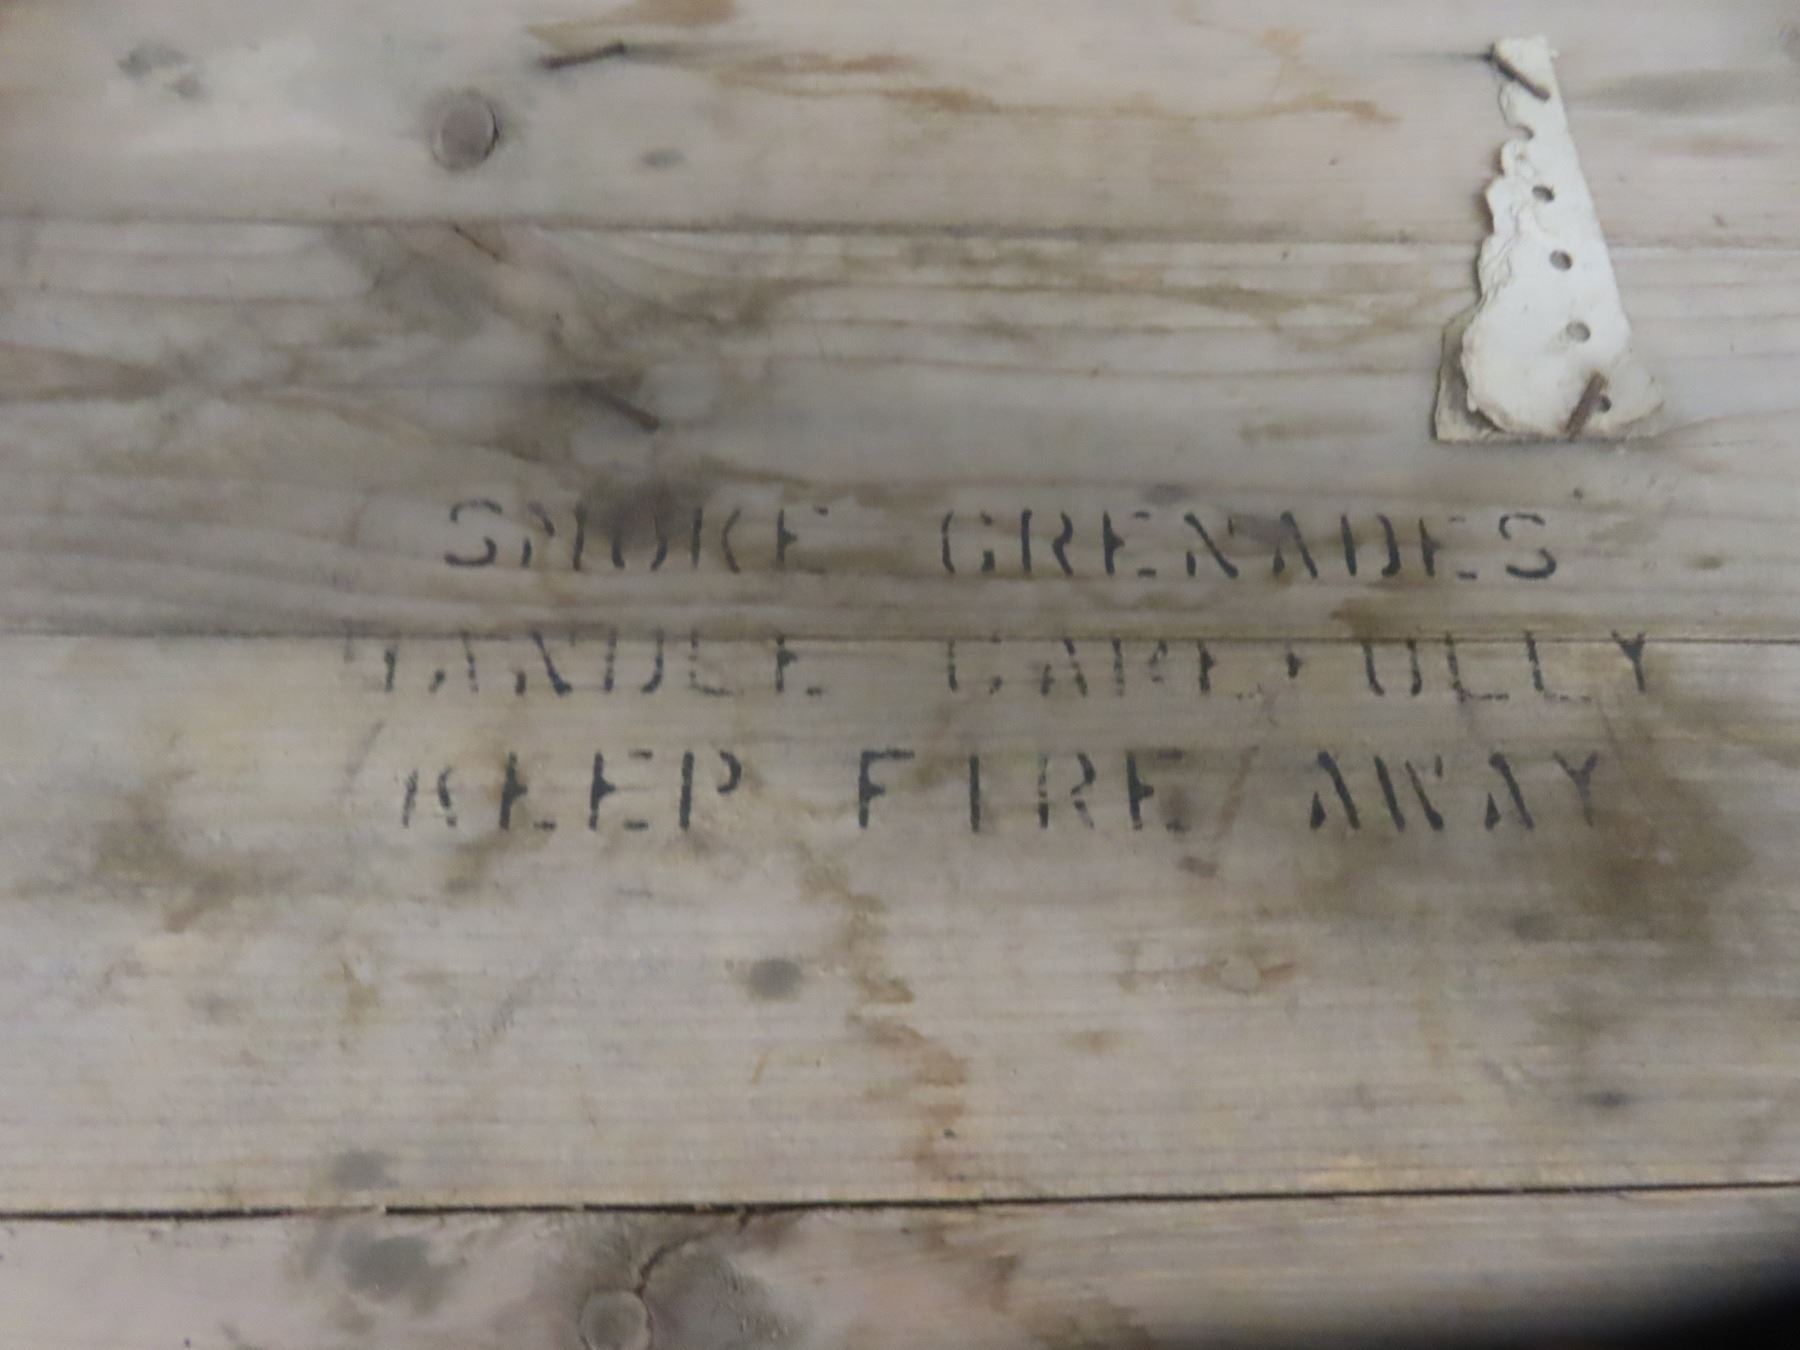 SMOKE GRENADES
HANDLE CAREFULLY
KEEP FIRE AWAY